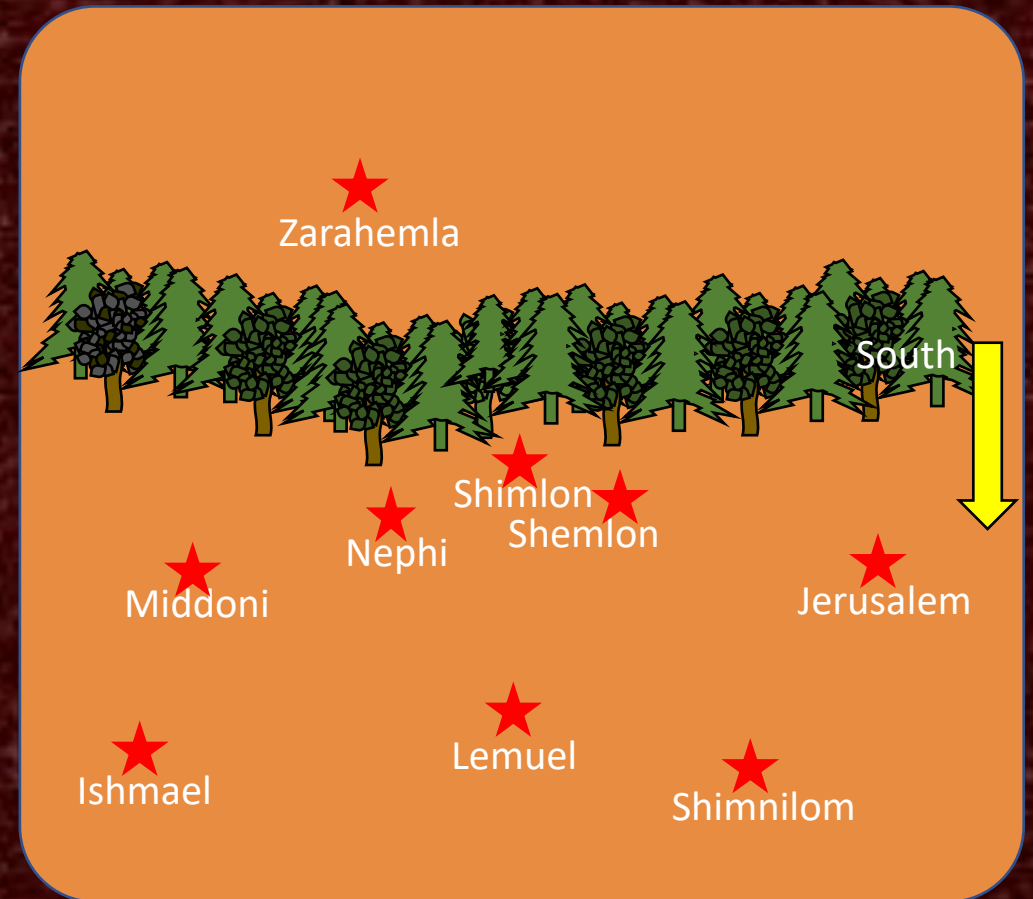 Zarahemla
South
Shimlon
Shemlon
Nephi
Middoni
Jerusalem
Lemuel
Ishmael
Shimnilom